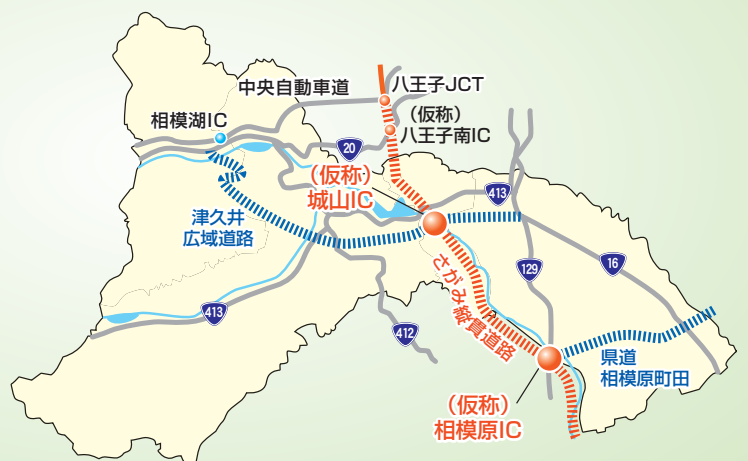 中央自動車道
八王子JCT
(仮称)
八王子南IC
相模湖IC
20
(仮称)
城山IC
413
津久井
広域道路
さがみ縦貫道路
129
16
413
412
県道
相模原町田
(仮称)
相模原IC